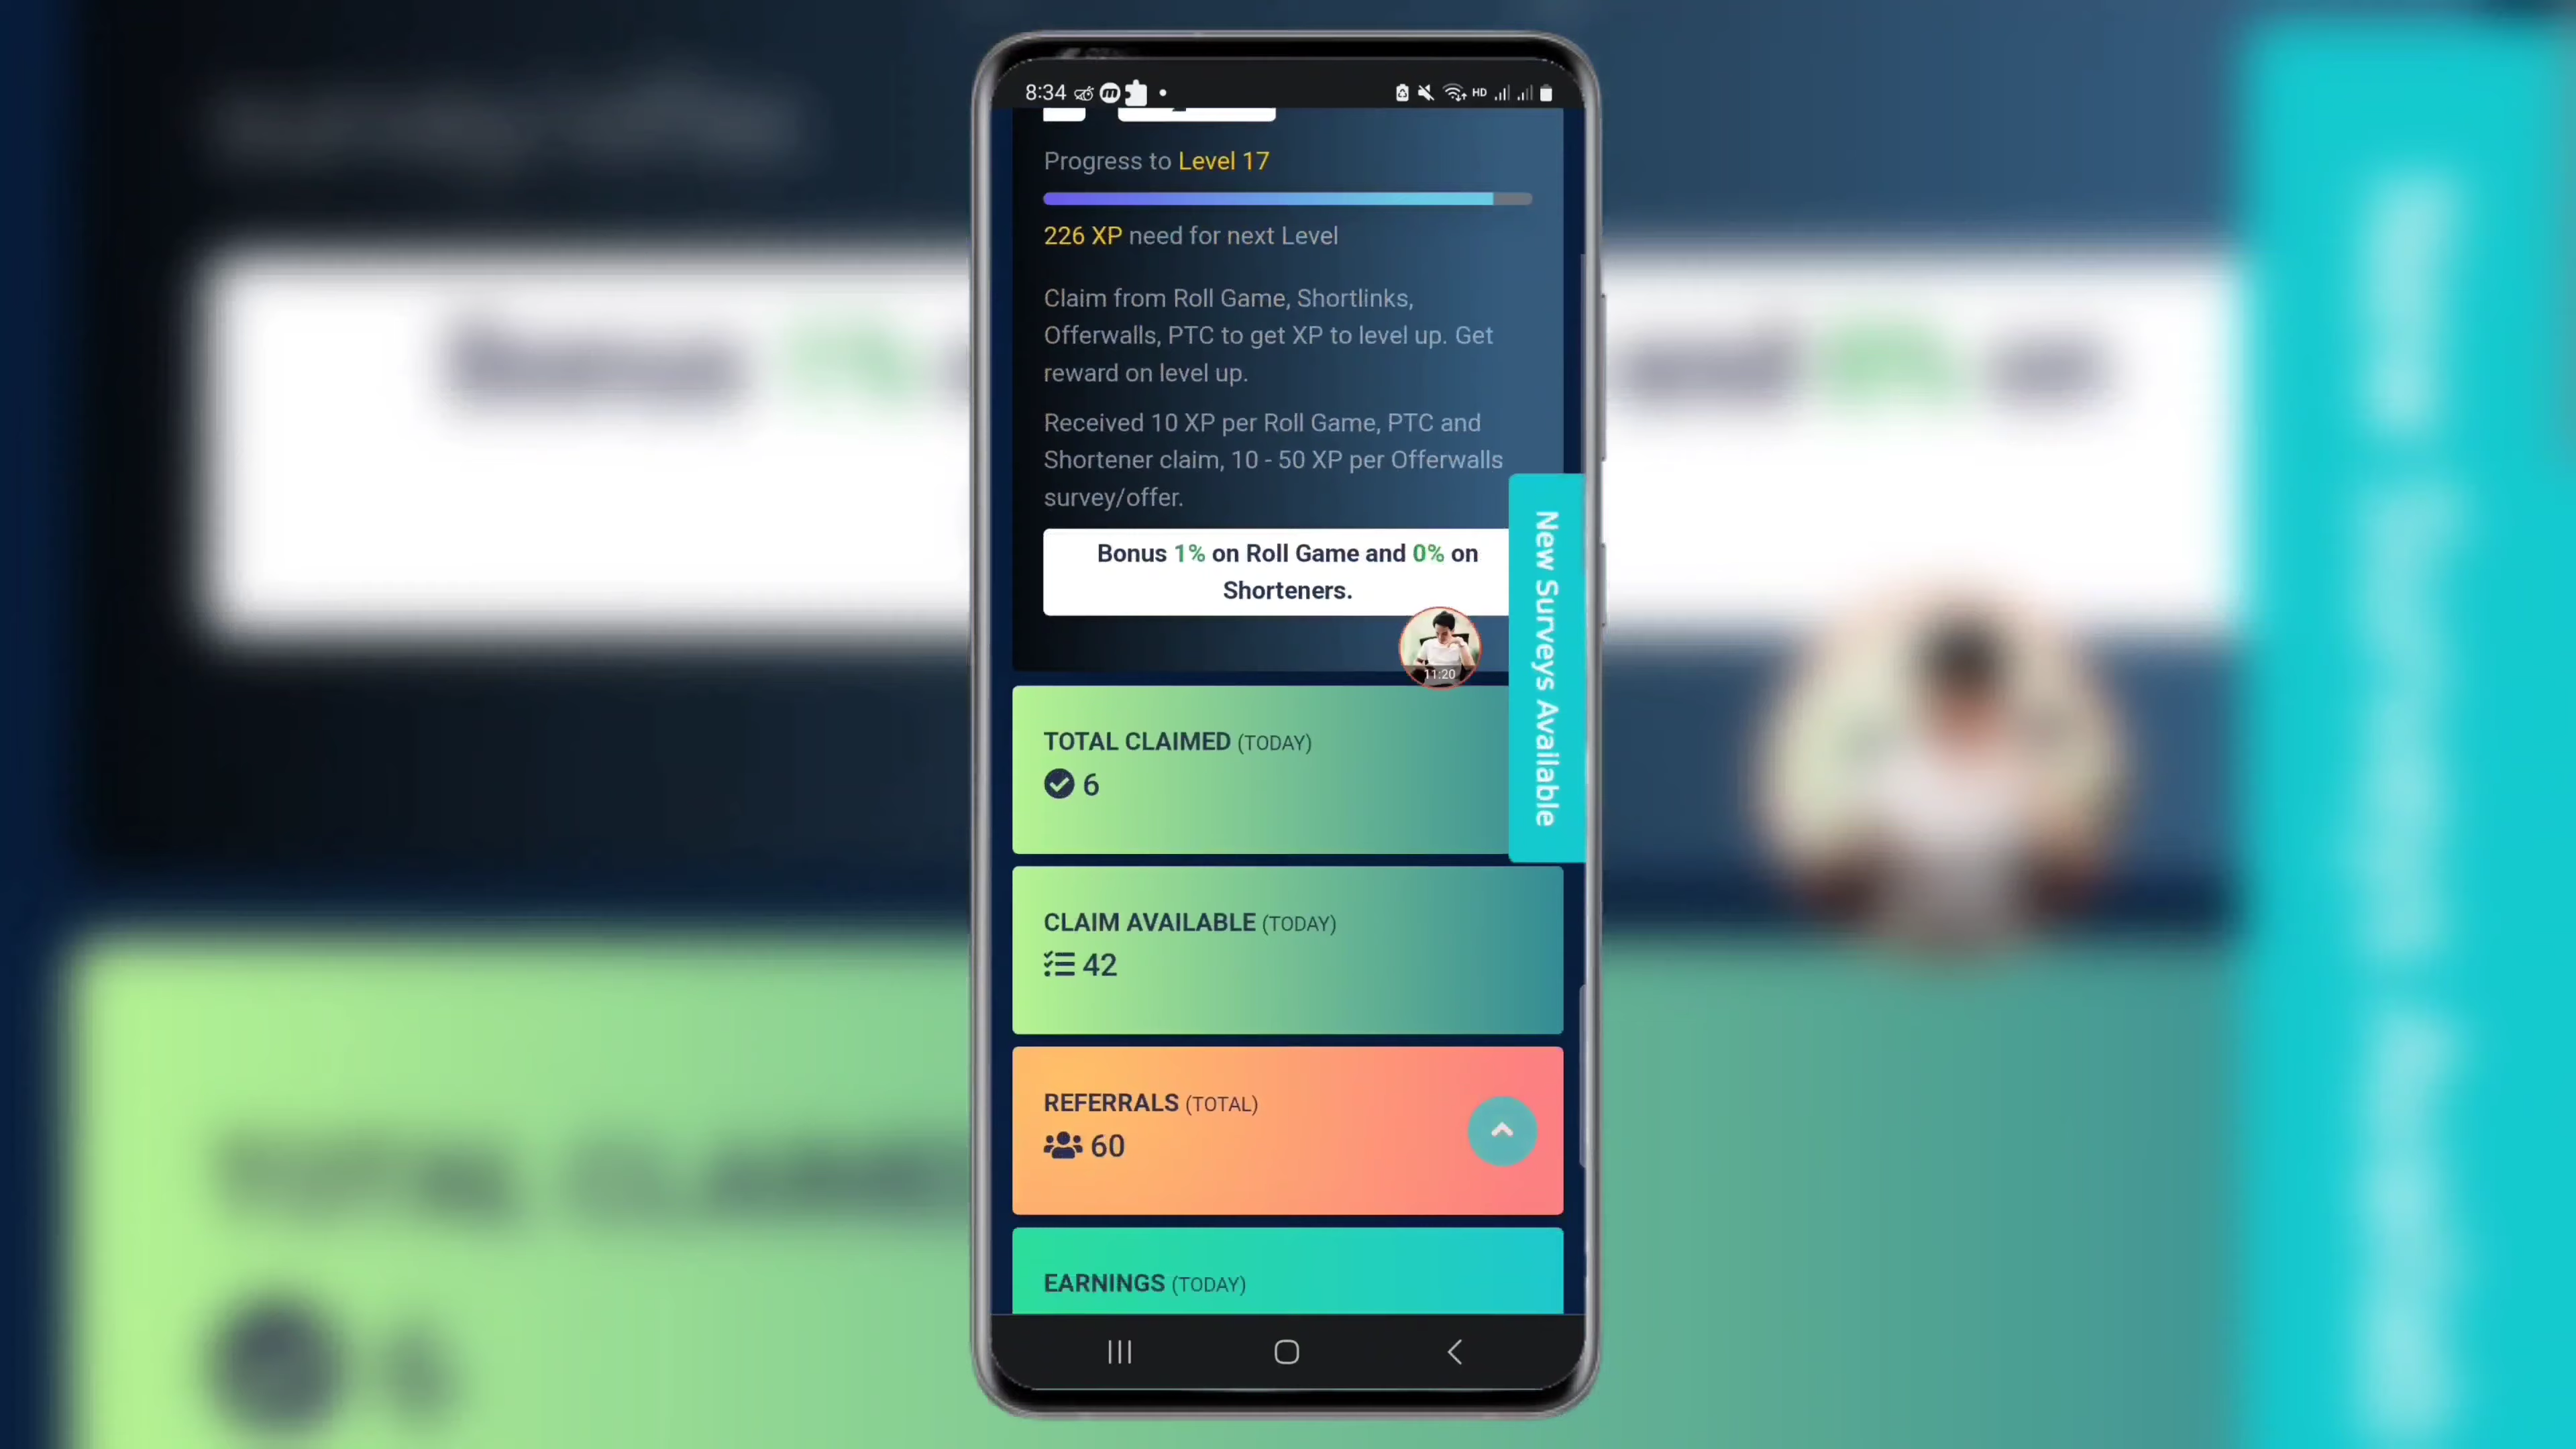 8:34
HD
Progress to Level 17
226 XP need for next Level
Claim from Roll Game, Shortlinks,
Offerwalls, PTC to get XP to level up. Get
reward on level up.
Received 10 XP per Roll Game, PTC and
Shortener claim, 10 - 50 XP per Offerwalls
survey/offer.
Bonus 1% on Roll Game and 0% on
Shorteners.
11:20
New Surveys Available
TOTAL CLAIMED (TODAY)
6
CLAIM AVAILABLE (TODAY)
42
REFERRALS (TOTAL)
60
EARNINGS (TODAY)